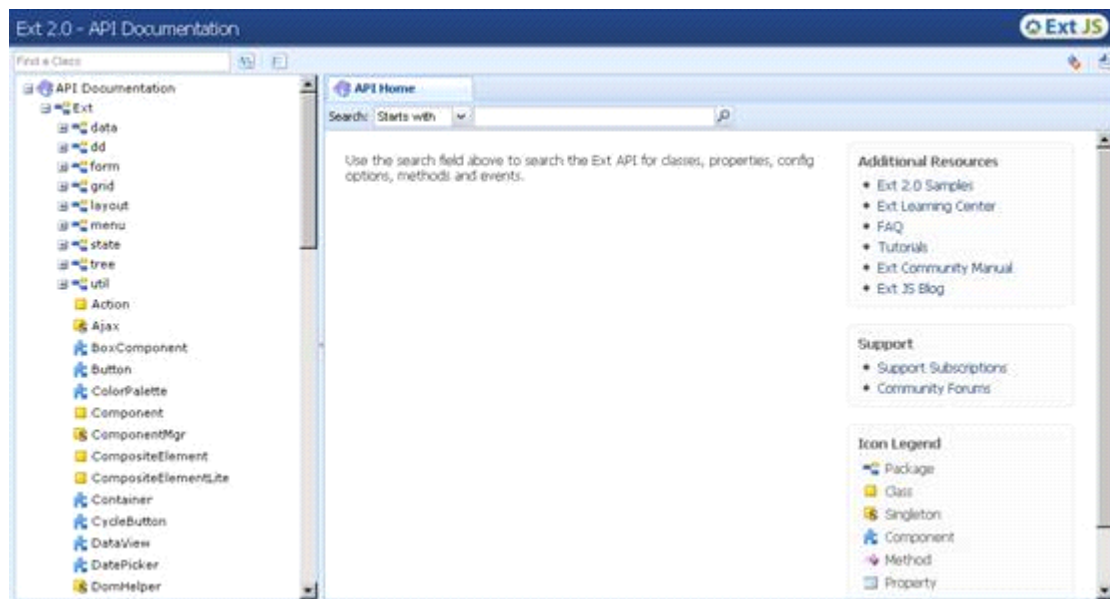 Ext 2.0 - API Documentation
Ext JS
Find a Class
API Documentation
Ext
data
dd
form
grid
layout
menu
state
tree
util
Action
Ajax
BoxComponent
Button
ColorPalette
Component
ComponentMgr
CompositeElement
CompositeElementLite
Container
CycleButton
DataView
DatePicker
DomHelper
API Home
Search: Starts with
Use the search field above to search the Ext API for classes, properties, config
options, methods and events.
Additional Resources
Ext 2.0 Samples
Ext Learning Center
FAQ
Tutorials
Ext Community Manual
Ext JS Blog
Support
Support Subscriptions
Community Forums
Icon Legend
Package
Class
Singleton
Component
Method
Property